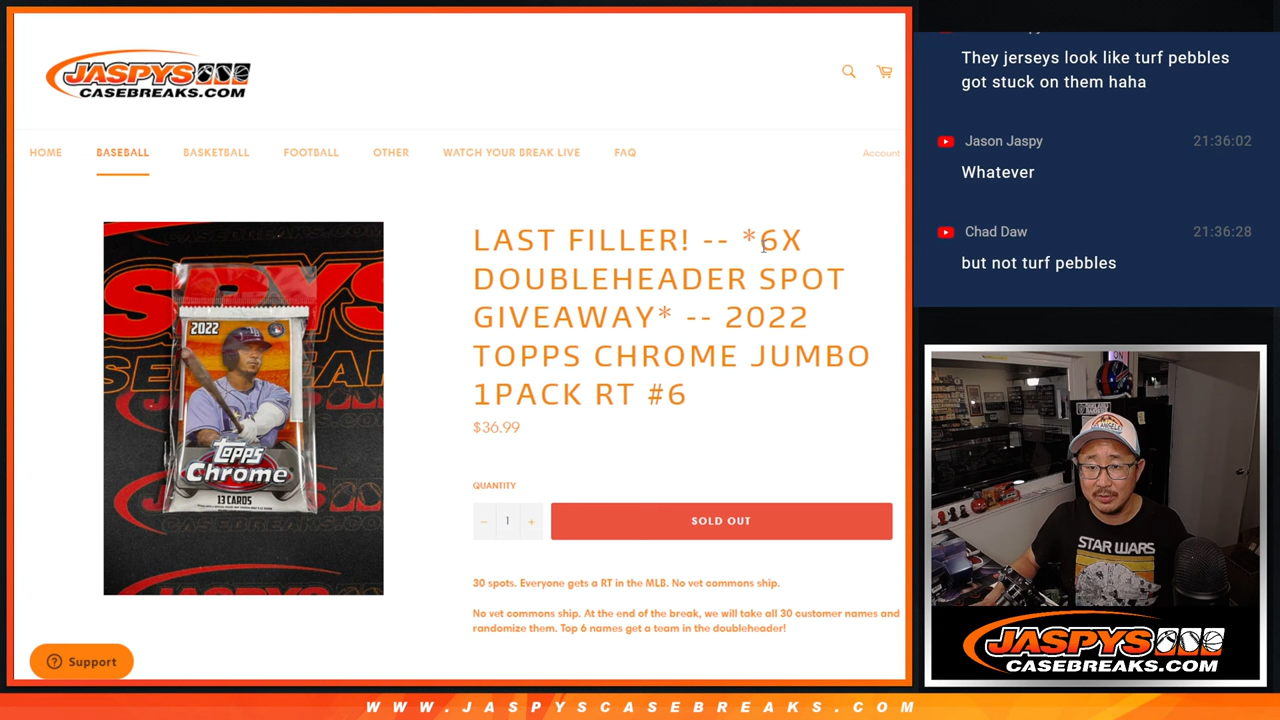 JASPYS
CASEBREAKS.COM
HOME
BASEBALL
BASKETBALL
FOOTBALL
OTHER
WATCH YOUR BREAK LIVE
FAQ
Account
2022
topps
Chrome
13 CARDS
LAST FILLER! -- *6X
DOUBLEHEADER SPOT
GIVEAWAY* -- 2022
TOPPS CHROME JUMBO
1PACK RT #6
$36.99
QUANTITY
− 1 +
SOLD OUT
30 spots. Everyone gets a RT in the MLB. No vet commons ship.
No vet commons ship. At the end of the break, we will take all 30 customer names and
randomize them. Top 6 names get a team in the doubleheader!
Support
They jerseys look like turf pebbles
got stuck on them haha
Jason Jaspy 21:36:02
Whatever
Chad Daw 21:36:28
but not turf pebbles
ON
STAR WARS
JASPYS
CASEBREAKS.COM
WWW.JASPYSCASEBREAKS.COM